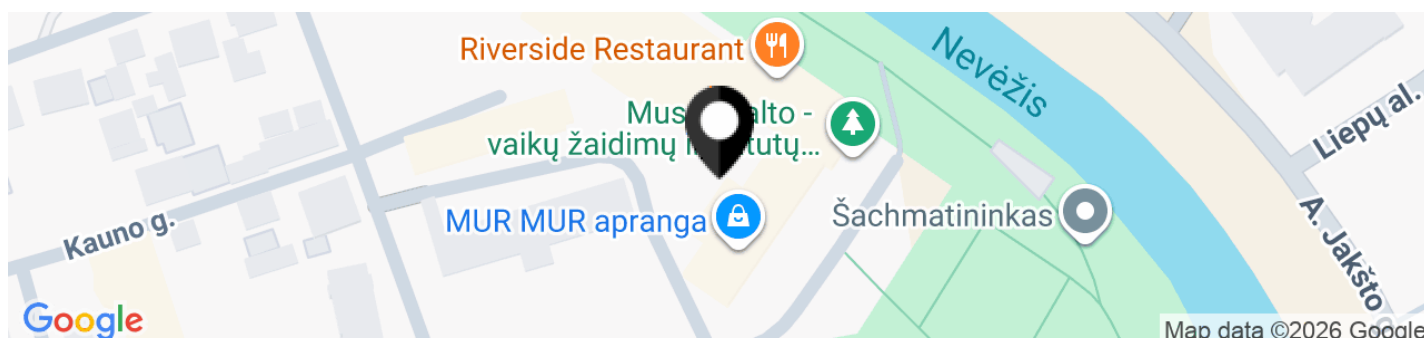 Riverside Restaurant
Nevėžis
vaikų žaidimų
MUR MUR apranga
Šachmatininkas
Liepų al.
A. Jakšto
Kauno g.
Google
Map data ©2026 Google